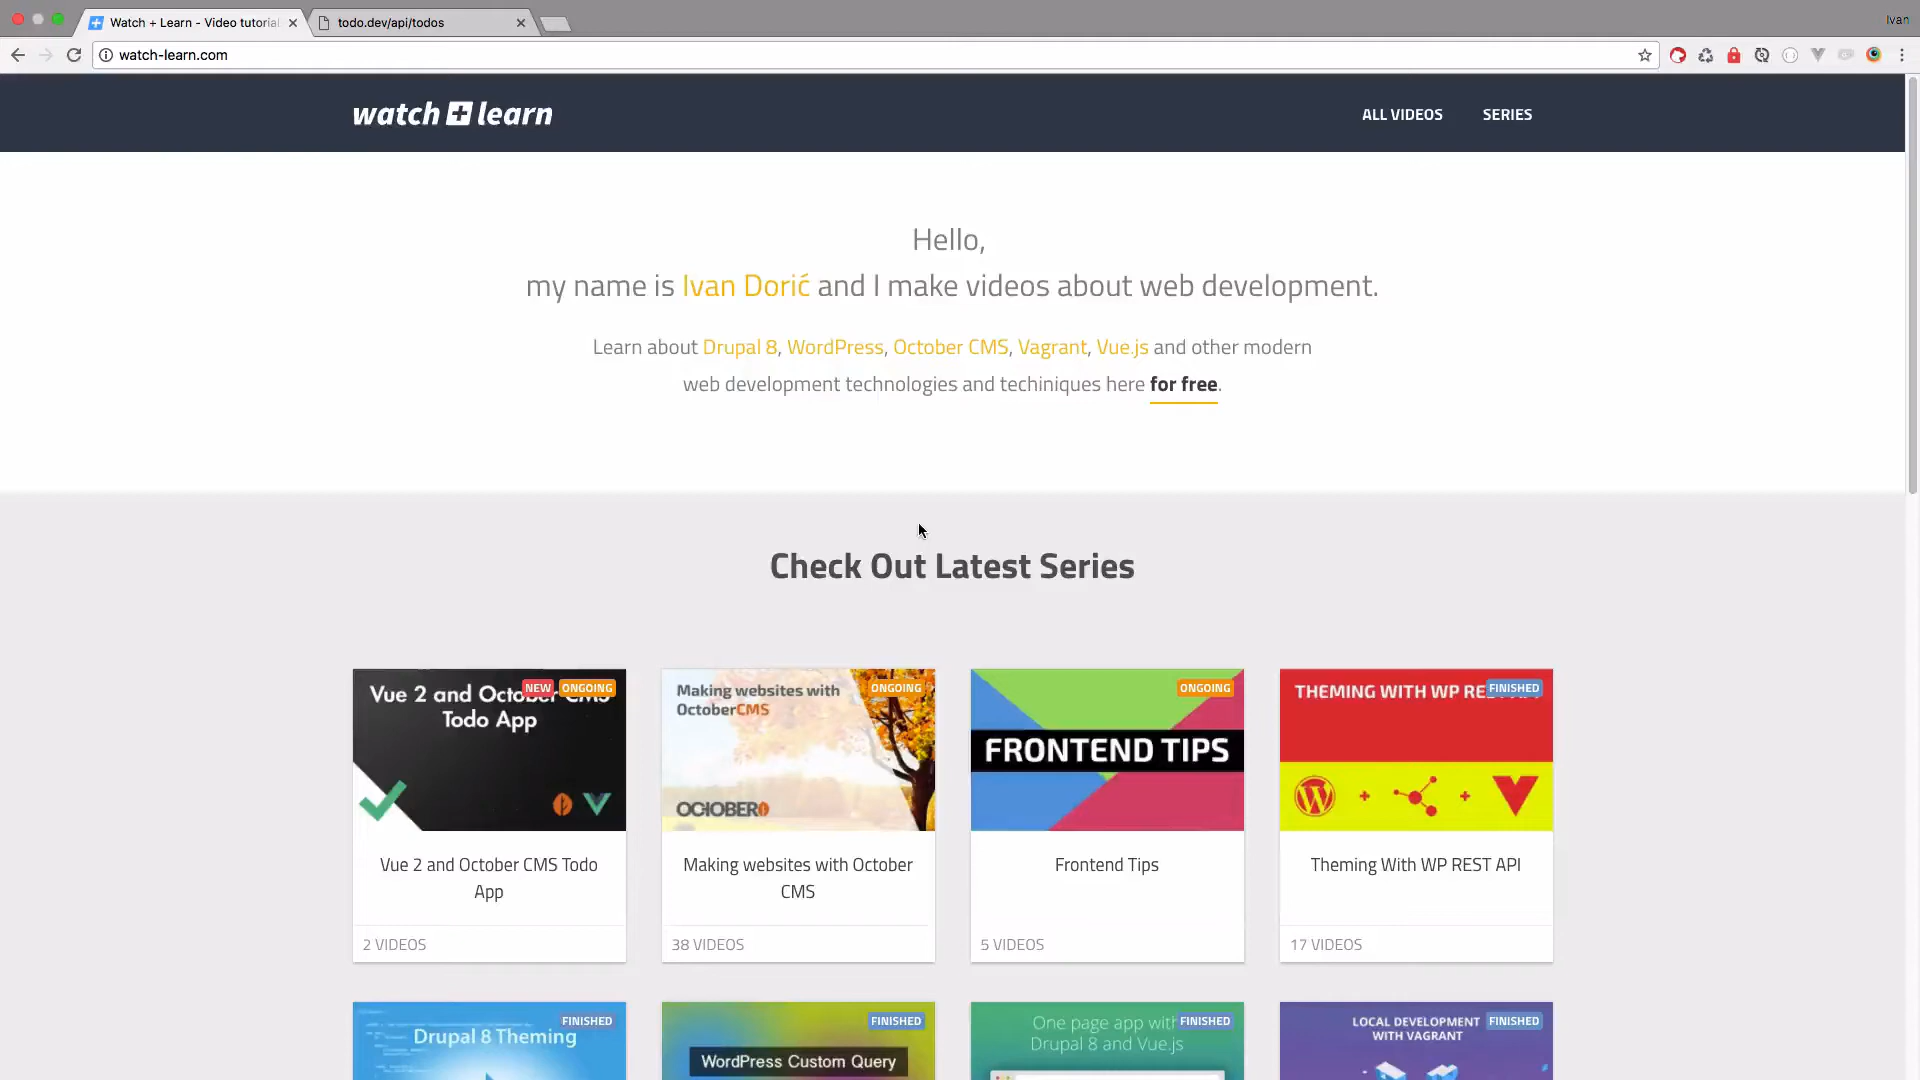 Watch + Learn - Video tutorial
todo.dev/api/todos
Ivan
watch-learn.com
watch learn
ALL VIDEOS
SERIES
Hello,
my name is Ivan Dorić and I make videos about web development.
Learn about Drupal 8, WordPress, October CMS, Vagrant, Vue.js and other modern
web development technologies and techiniques here for free.
Check Out Latest Series
Vue 2 and October CMS
Todo App
NEW
ONGOING
Making websites with
OctoberCMS
ONGOING
OCTOBER
ONGOING
FRONTEND TIPS
THEMING WITH WP REST API
FINISHED
Vue 2 and October CMS Todo
App
2 VIDEOS
Making websites with October
CMS
38 VIDEOS
Frontend Tips
5 VIDEOS
Theming With WP REST API
17 VIDEOS
FINISHED
Drupal 8 Theming
FINISHED
WordPress Custom Query
One page app with
Drupal 8 and Vue.js
FINISHED
LOCAL DEVELOPMENT
WITH VAGRANT
FINISHED